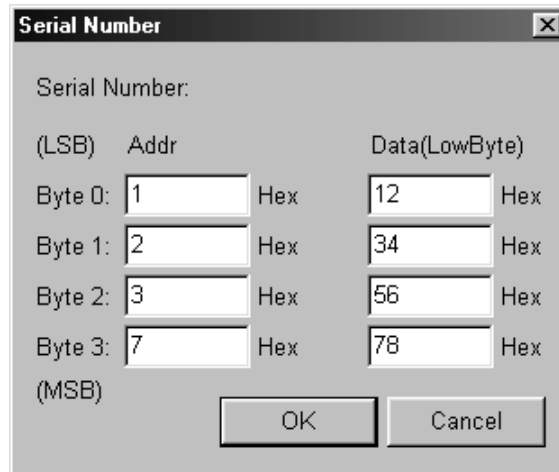 Serial Number
Serial Number:
(LSB) Addr Data(LowByte)
Byte 0: 1 Hex 12 Hex
Byte 1: 2 Hex 34 Hex
Byte 2: 3 Hex 56 Hex
Byte 3: 7 Hex 78 Hex
(MSB)
OK Cancel